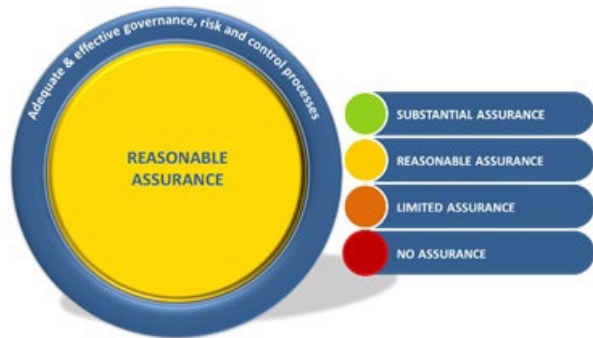 Adequate & effective governance, risk and control processes
REASONABLE
ASSURANCE
SUBSTANTIAL ASSURANCE
REASONABLE ASSURANCE
LIMITED ASSURANCE
NO ASSURANCE